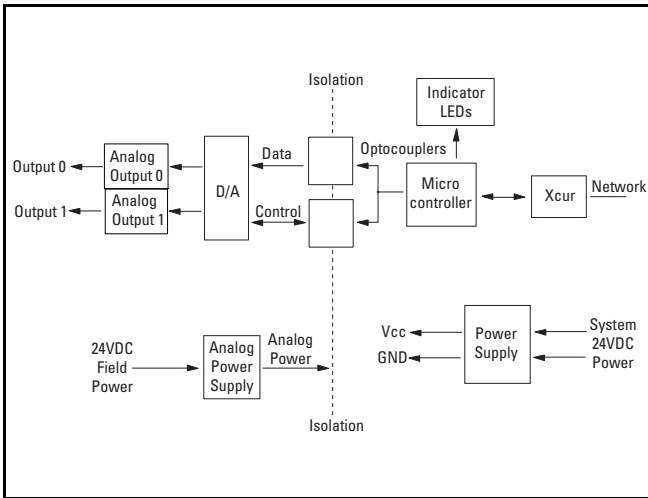 Isolation
Indicator
LEDs
Optocouplers
Data
Analog
Output 0
Output 0
D/A
Micro
controller
Xcur
Network
Analog
Output 1
Output 1
Control
24VDC
Field
Power
Analog
Power
Supply
Analog
Power
Vcc
GND
Power
Supply
System
24VDC
Power
Isolation